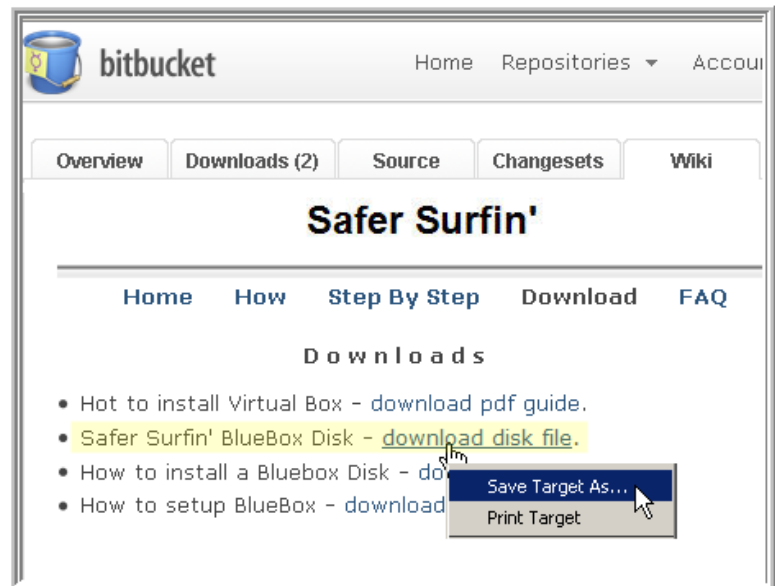 bitbucket Home Repositories Accou
Overview Downloads (2) Source Changesets Wiki
Safer Surfin'
Home How Step By Step Download FAQ
Downloads
• Hot to install Virtual Box – download pdf guide.
• Safer Surfin' BlueBox Disk – download disk file.
• How to install a Bluebox Disk – do
Save Target As...
• How to setup BlueBox – download
Print Target